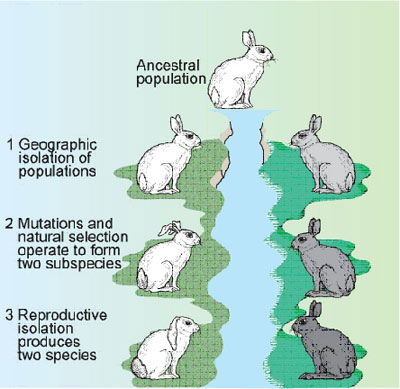 Ancestral
population
1 Geographic
isolation of
populations
2 Mutations and
natural selection
operate to form
two subspecies
3 Reproductive
isolation
produces
two species